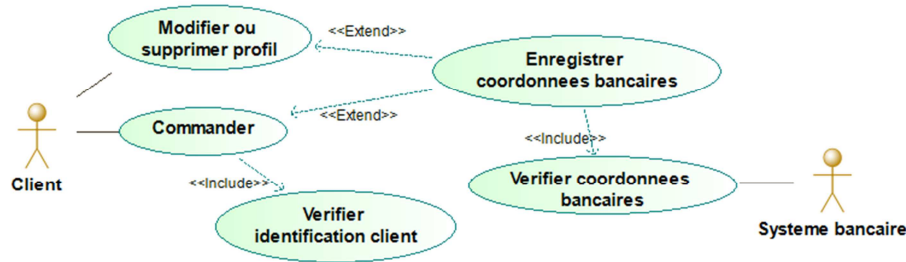 Modifier ou
supprimer profil
<<Extend>>
Enregistrer
coordonnees bancaires
<<Extend>>
Commander
<<Include>>
Client
<<Include>>
Verifier coordonnees
bancaires
Verifier
identification client
Systeme bancaire